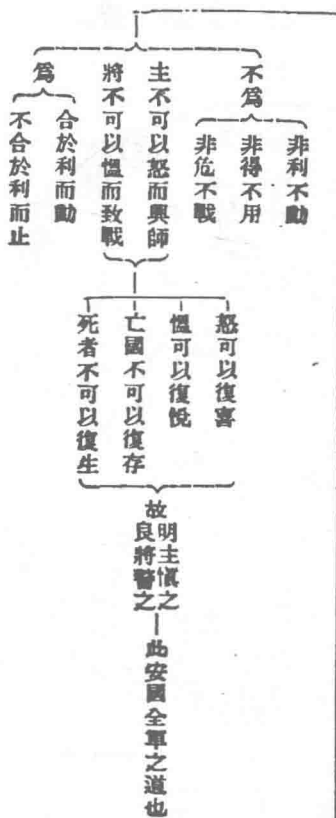 不爲
非利不動
非得不用
非危不戰
主不可以怒而興師
將不可以慍而致戰
爲
合於利而動
不合於利而止
怒可以復喜
慍可以復悅
亡國不可以復存
死者不可以復生
故
明主愼之
良將警之
此安國全軍之道也